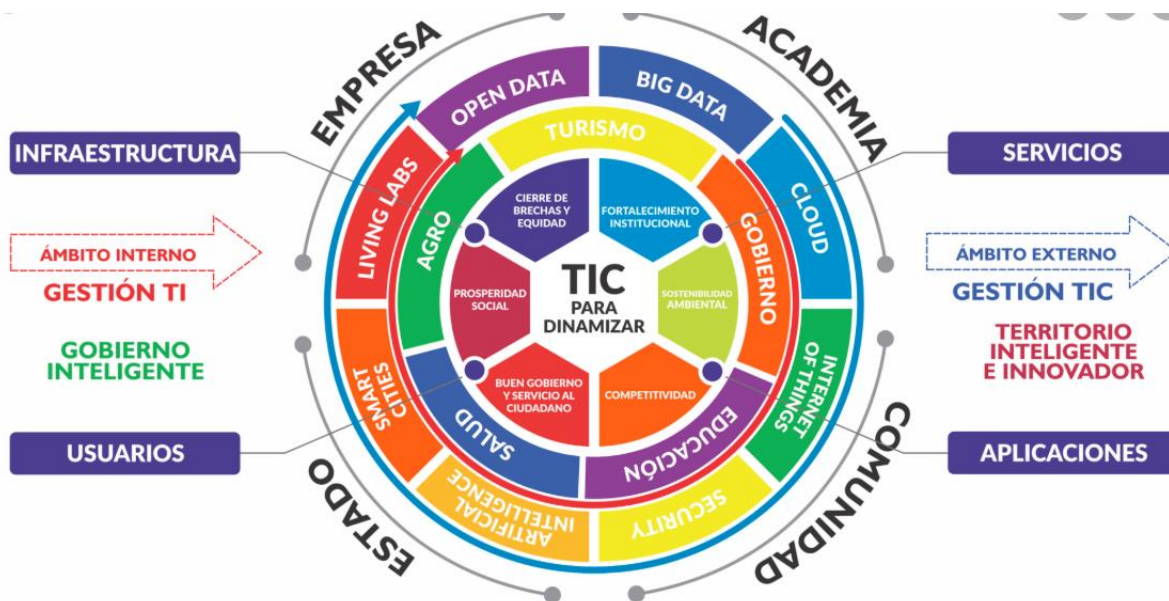 EMPRESA
ACADEMIA
INFRAESTRUCTURA
SERVICIOS
ÁMBITO INTERNO
GESTIÓN TI
GOBIERNO
INTELIGENTE
USUARIOS
ÁMBITO EXTERNO
GESTIÓN TIC
TERRITORIO
INTELIGENTE
E INNOVADOR
APLICACIONES
ESTADO
COMUNIDAD
OPEN DATA
BIG DATA
CLOUD
INTERNET
OF THINGS
SECURITY
ARTIFICIAL
INTELLIGENCE
SMART
CITIES
LIVING LABS
TURISMO
GOBIERNO
EDUCACIÓN
SALUD
AGRO
CIERRE DE
BRECHAS Y
EQUIDAD
FORTALECIMIENTO
INSTITUCIONAL
SOSTENIBILIDAD
AMBIENTAL
COMPETITIVIDAD
BUEN GOBIERNO
Y SERVICIO AL
CIUDADANO
PROSPERIDAD
SOCIAL
TIC
PARA
DINAMIZAR